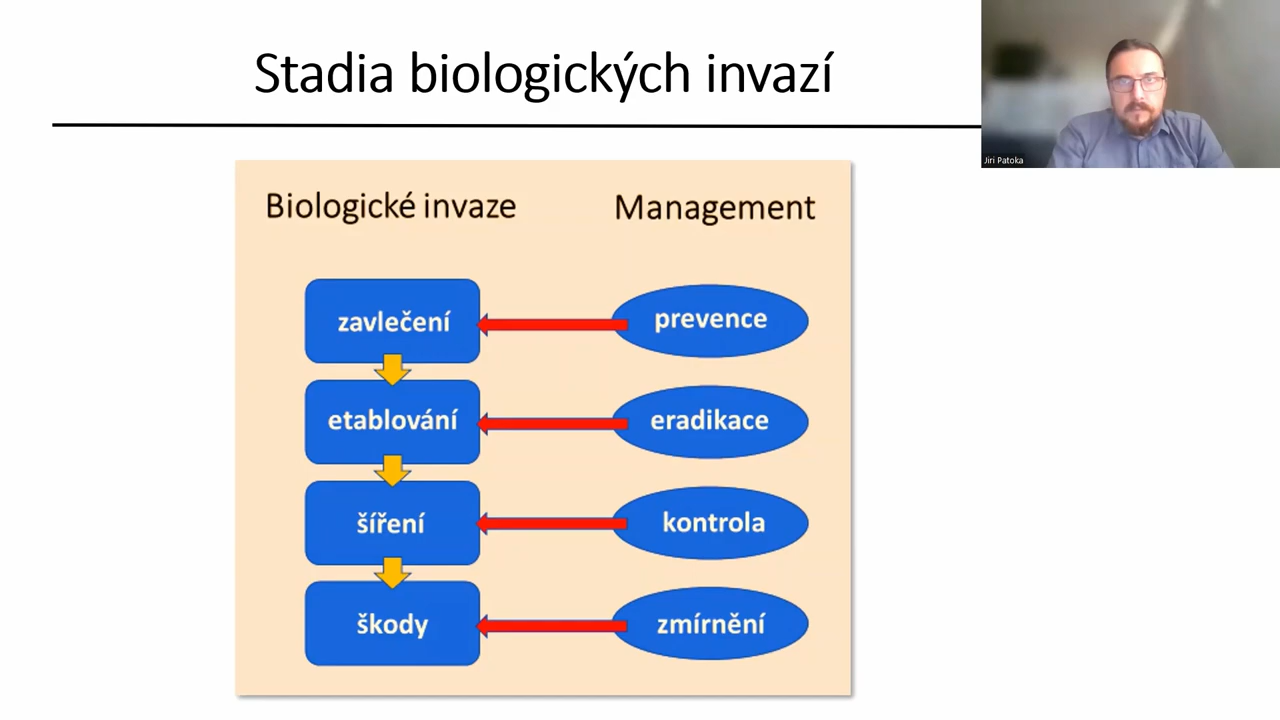 Stadia biologických invazí
Jiri Patoka
Biologické invaze
Management
zavlečení
prevence
etablování
eradikace
šíření
kontrola
škody
zmírnění